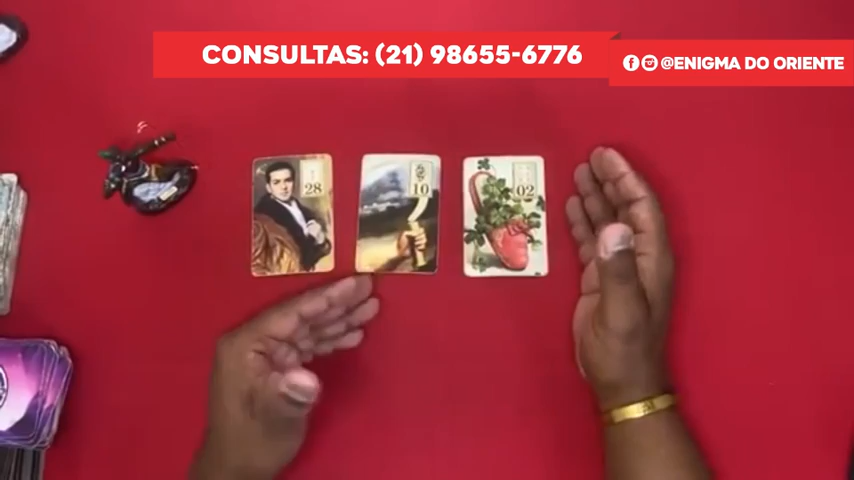 CONSULTAS: (21) 98655-6776
@ENIGMA DO ORIENTE
28
10
02